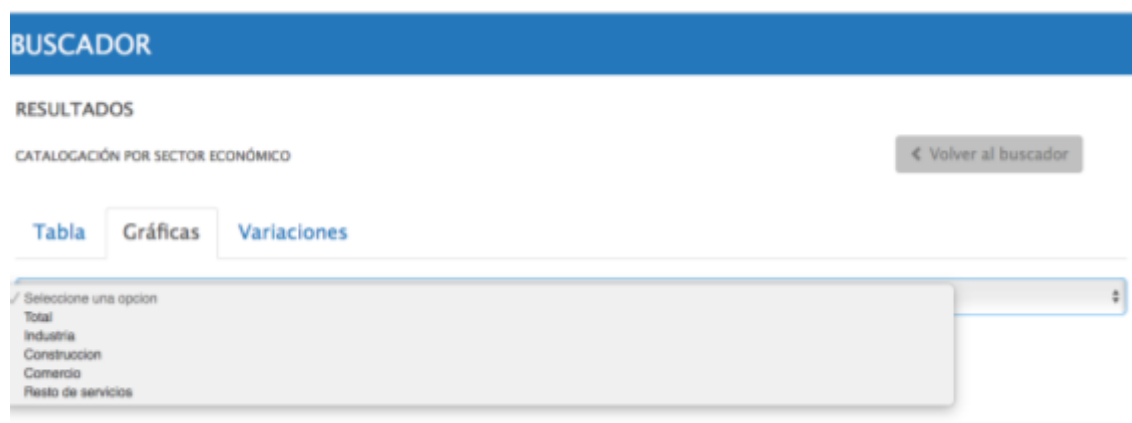 BUSCADOR
RESULTADOS
CATALOGACIÓN POR SECTOR ECONÓMICO
Volver al buscador
Tabla Gráficas Variaciones
Seleccione una opcion
Total
Industria
Construccion
Comercio
Resto de servicios